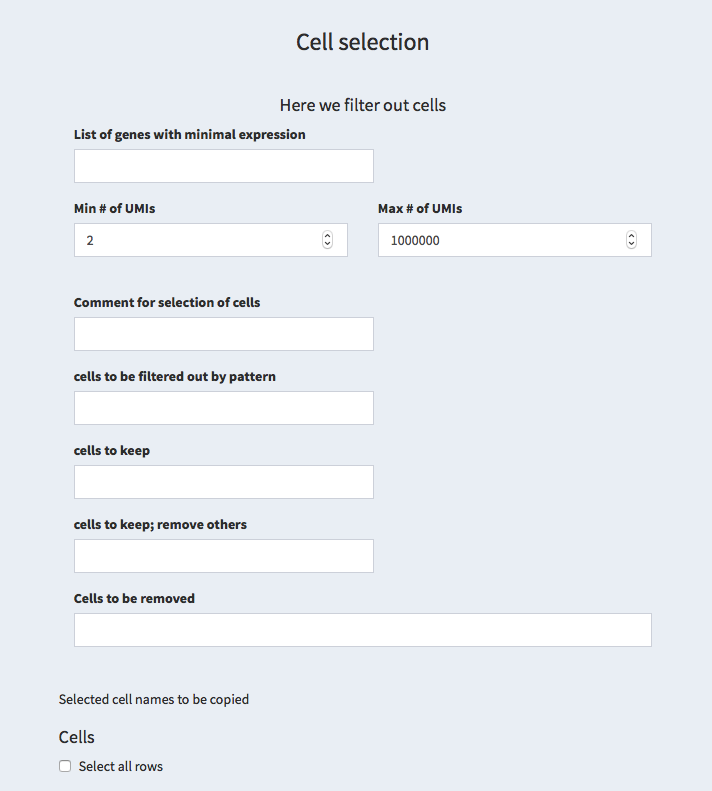 Cell selection
Here we filter out cells
List of genes with minimal expression
Min # of UMIs
Max # of UMIs
2
1000000
Comment for selection of cells
cells to be filtered out by pattern
cells to keep
cells to keep; remove others
Cells to be removed
Selected cell names to be copied
Cells
Select all rows